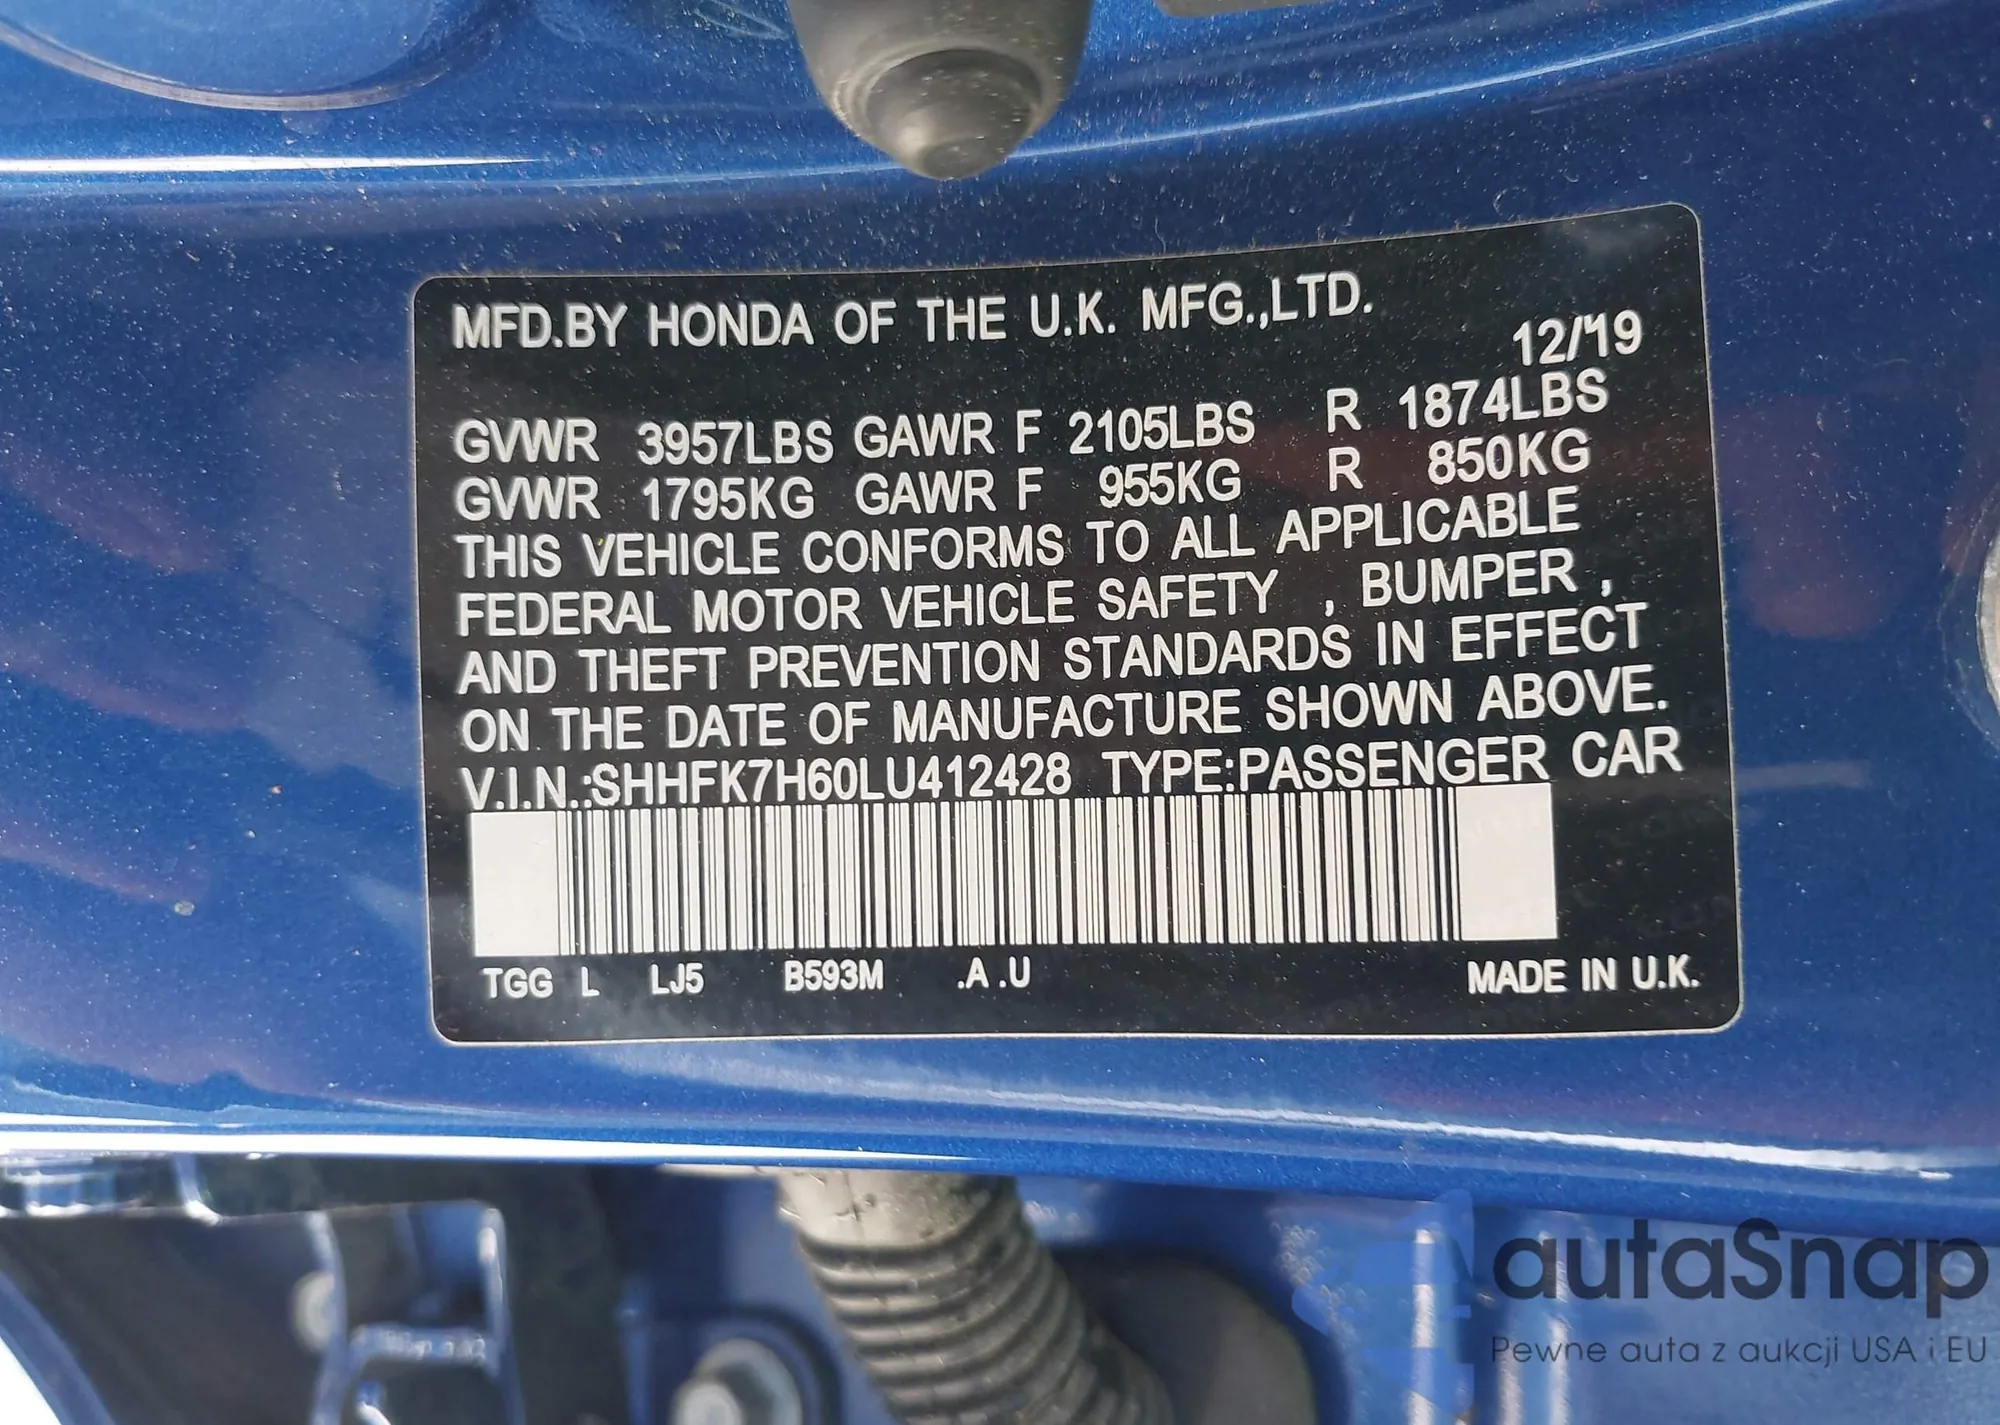 MFD.BY HONDA OF THE U.K. MFG.,LTD.
12/'19
GVWR 3957LBS GAWR F 2105LBS R 1874LBS
GVWR 1795KG GAWR F 955KG R 850KG
THIS VEHICLE CONFORMS TO ALL APPLICABLE
FEDERAL MOTOR VEHICLE SAFETY , BUMPER ,
AND THEFT PREVENTION STANDARDS IN EFFECT
ON THE DATE OF MANUFACTURE SHOWN ABOVE.
V.I.N.:SHHFK7H60LU412428 TYPE:PASSENGER CAR
TGG L LJ5 B593M .A .U MADE IN U.K.
autaSnap
Pewne auta z aukcji USA i EU